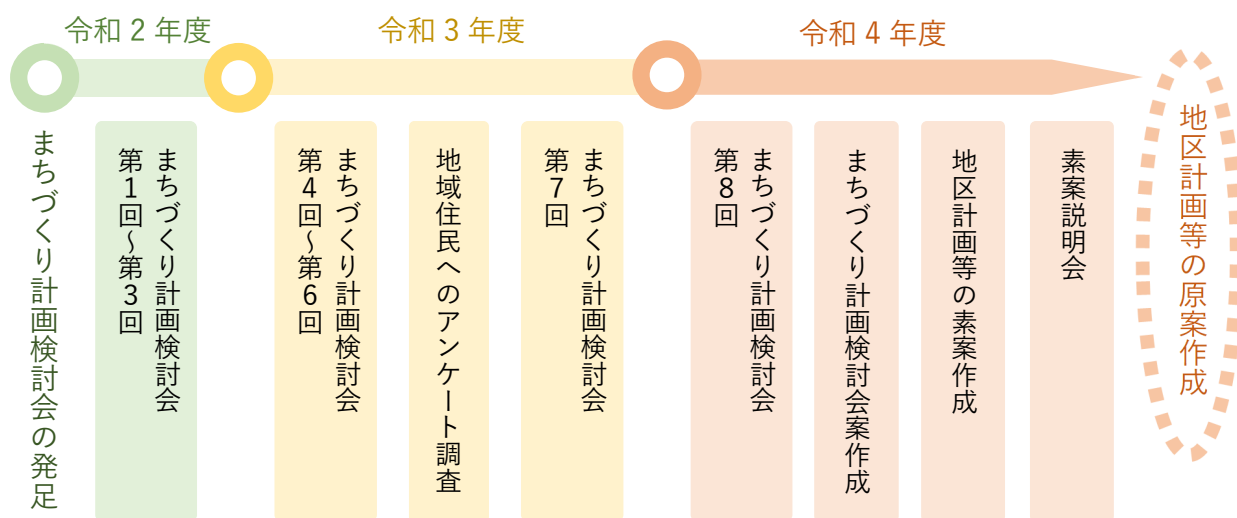 令和 2 年度
令和 3 年度
令和 4 年度
まちづくり計画検討会の発足
まちづくり計画検討会
第1回~第3回
まちづくり計画検討会
第4回~第6回
地域住民へのアンケート調査
まちづくり計画検討会
第7回
まちづくり計画検討会
第8回
まちづくり計画検討会案作成
地区計画等の素案作成
素案説明会
地区計画等の原案作成